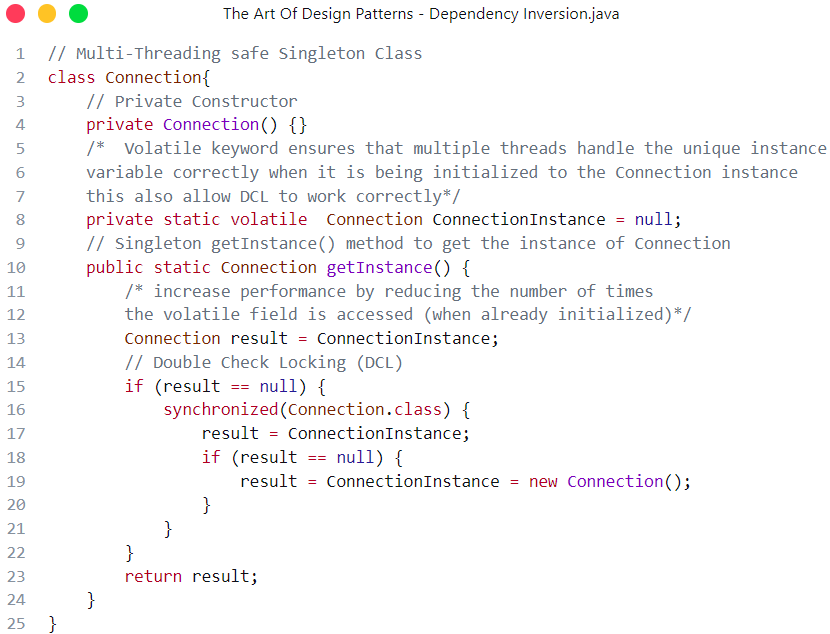 The Art Of Design Patterns - Dependency Inversion.java
1 // Multi-Threading safe Singleton Class
2 class Connection{
3     // Private Constructor
4     private Connection() {}
5     /*  Volatile keyword ensures that multiple threads handle the unique instance
6     variable correctly when it is being initialized to the Connection instance
7     this also allow DCL to work correctly*/
8     private static volatile  Connection ConnectionInstance = null;
9     // Singleton getInstance() method to get the instance of Connection
10     public static Connection getInstance() {
11         /* increase performance by reducing the number of times
12         the volatile field is accessed (when already initialized)*/
13         Connection result = ConnectionInstance;
14         // Double Check Locking (DCL)
15         if (result == null) {
16             synchronized(Connection.class) {
17                 result = ConnectionInstance;
18                 if (result == null) {
19                     result = ConnectionInstance = new Connection();
20                 }
21             }
22         }
23         return result;
24     }
25 }